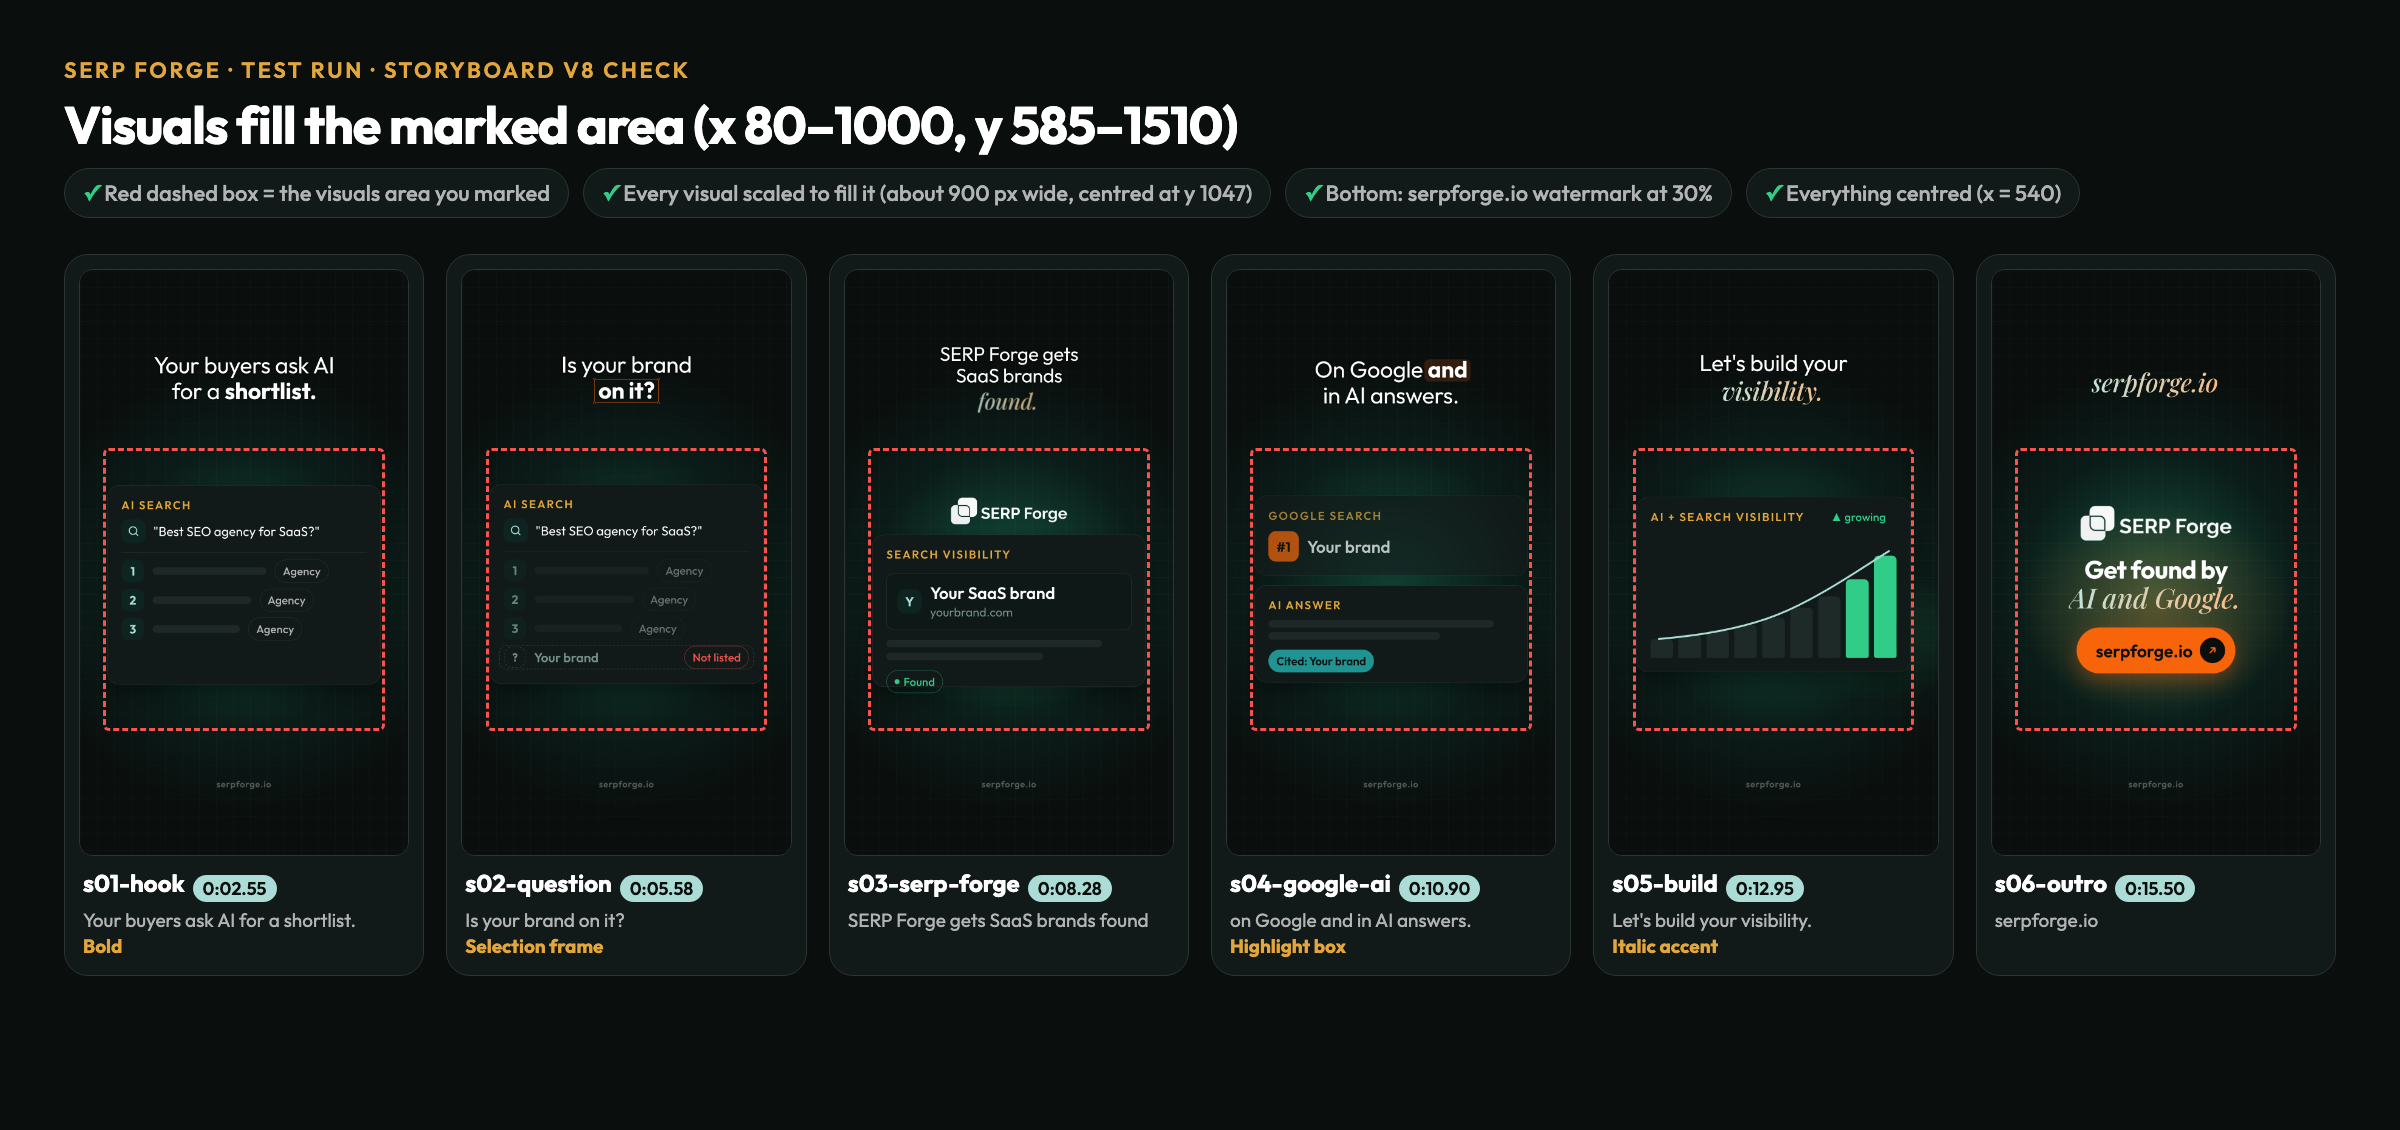 SERP FORGE · TEST RUN · STORYBOARD V8 CHECK
Visuals fill the marked area (x 80–1000, y 585–1510)
✓Red dashed box = the visuals area you marked
✓Every visual scaled to fill it (about 900 px wide, centred at y 1047)
✓Bottom: serpforge.io watermark at 30%
✓Everything centred (x = 540)
Your buyers ask AI
for a shortlist.
AI SEARCH
"Best SEO agency for SaaS?"
1 Agency
2 Agency
3 Agency
serpforge.io
s01-hook 0:02.55
Your buyers ask AI for a shortlist.
Bold
Is your brand
on it?
AI SEARCH
"Best SEO agency for SaaS?"
1 Agency
2 Agency
3 Agency
? Your brand Not listed
serpforge.io
s02-question 0:05.58
Is your brand on it?
Selection frame
SERP Forge gets
SaaS brands
found.
SERP Forge
SEARCH VISIBILITY
Y Your SaaS brand
yourbrand.com
• Found
serpforge.io
s03-serp-forge 0:08.28
SERP Forge gets SaaS brands found
On Google and
in AI answers.
GOOGLE SEARCH
#1 Your brand
AI ANSWER
Cited: Your brand
serpforge.io
s04-google-ai 0:10.90
on Google and in AI answers.
Highlight box
Let's build your
visibility.
AI + SEARCH VISIBILITY ▲ growing
serpforge.io
s05-build 0:12.95
Let's build your visibility.
Italic accent
serpforge.io
SERP Forge
Get found by
AI and Google.
serpforge.io ↗
serpforge.io
s06-outro 0:15.50
serpforge.io